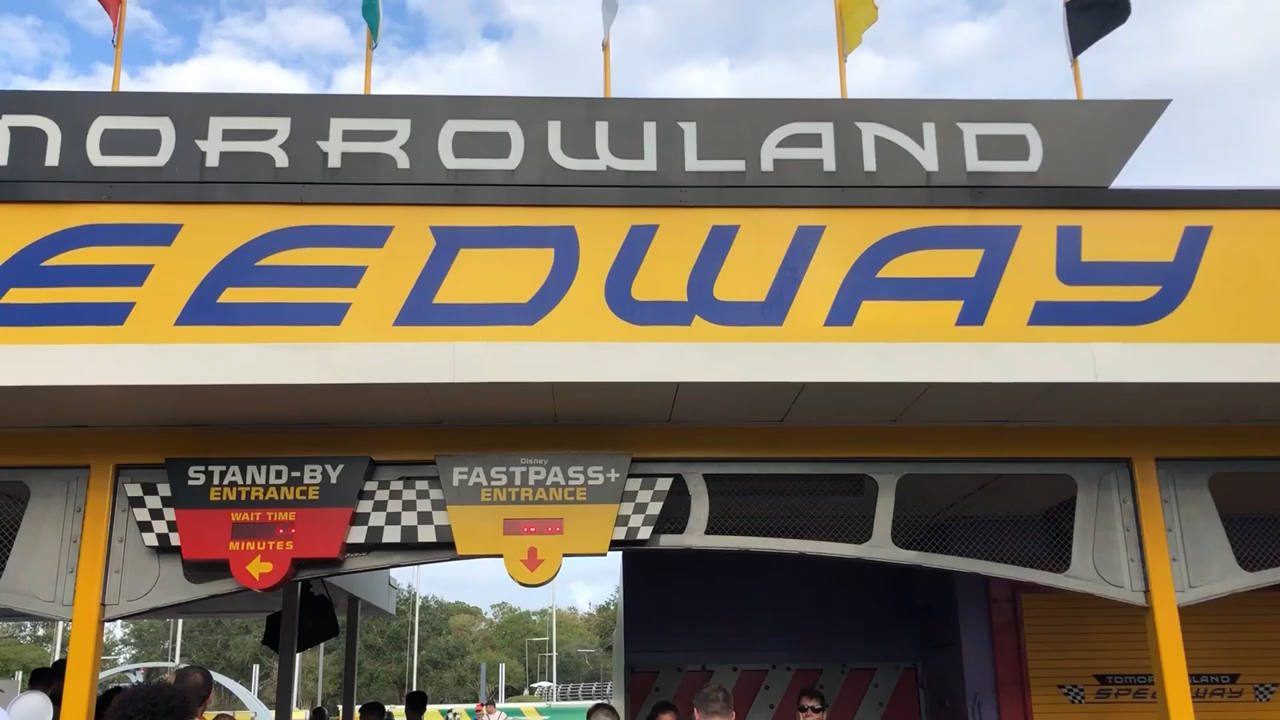 MORROWLAND
EEDWAY
STAND-BY
ENTRANCE
WAIT TIME
MINUTES
Disney
FASTPASS+
ENTRANCE
TOMORROWLAND
SPEEDWAY